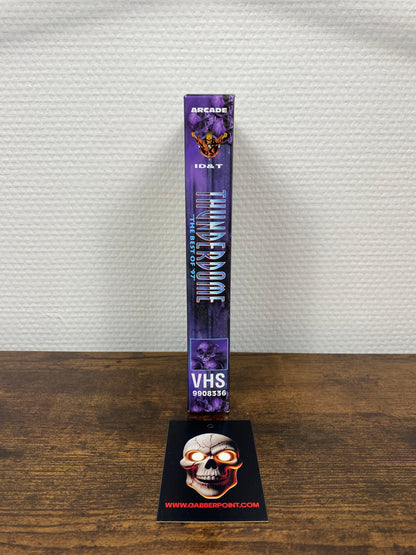 ARCADE
ID&T
THUNDERDOME
"THE BEST OF '97"
VHS
9908336
WWW.GABBERPOINT.COM